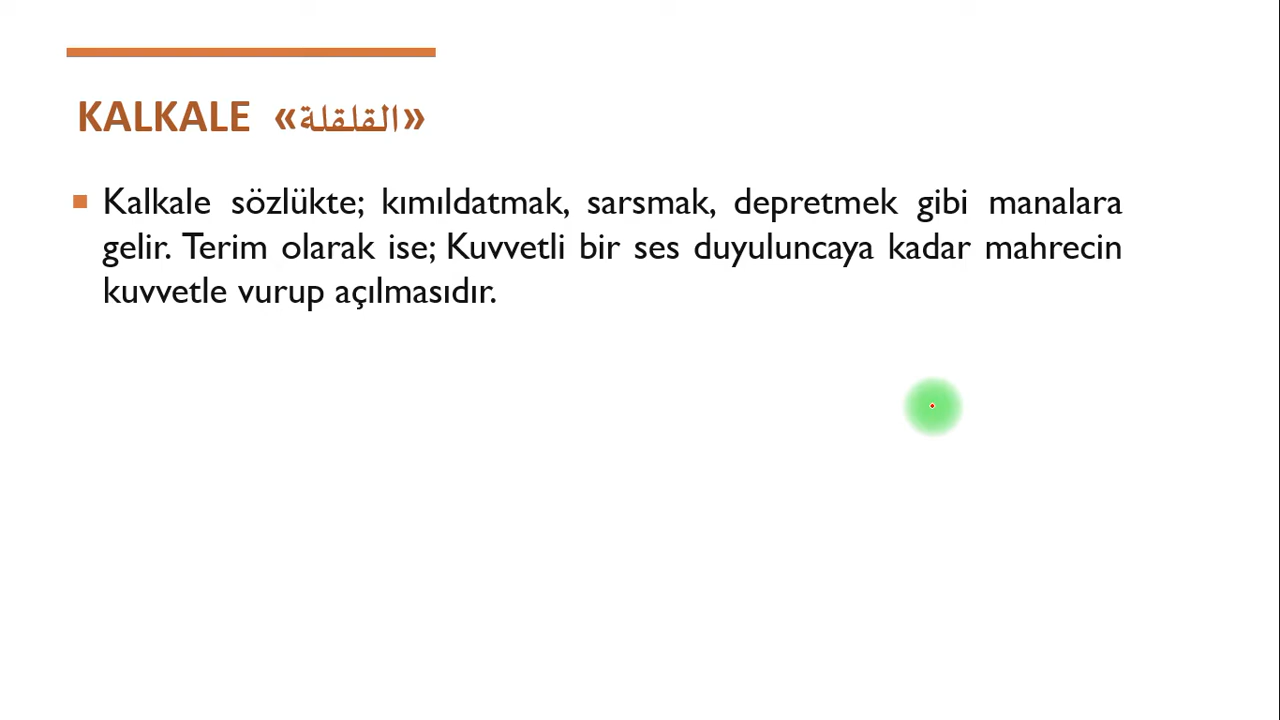 KALKALE «القلقلة»
Kalkale sözlükte; kımıldatmak, sarsmak, depretmek gibi manalara
gelir. Terim olarak ise; Kuvvetli bir ses duyuluncaya kadar mahrecin
kuvvetle vurup açılmasıdır.